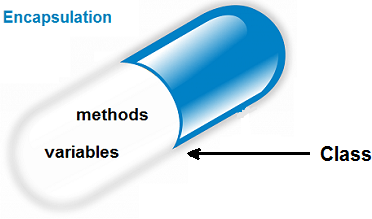 Encapsulation
methods
variables
Class